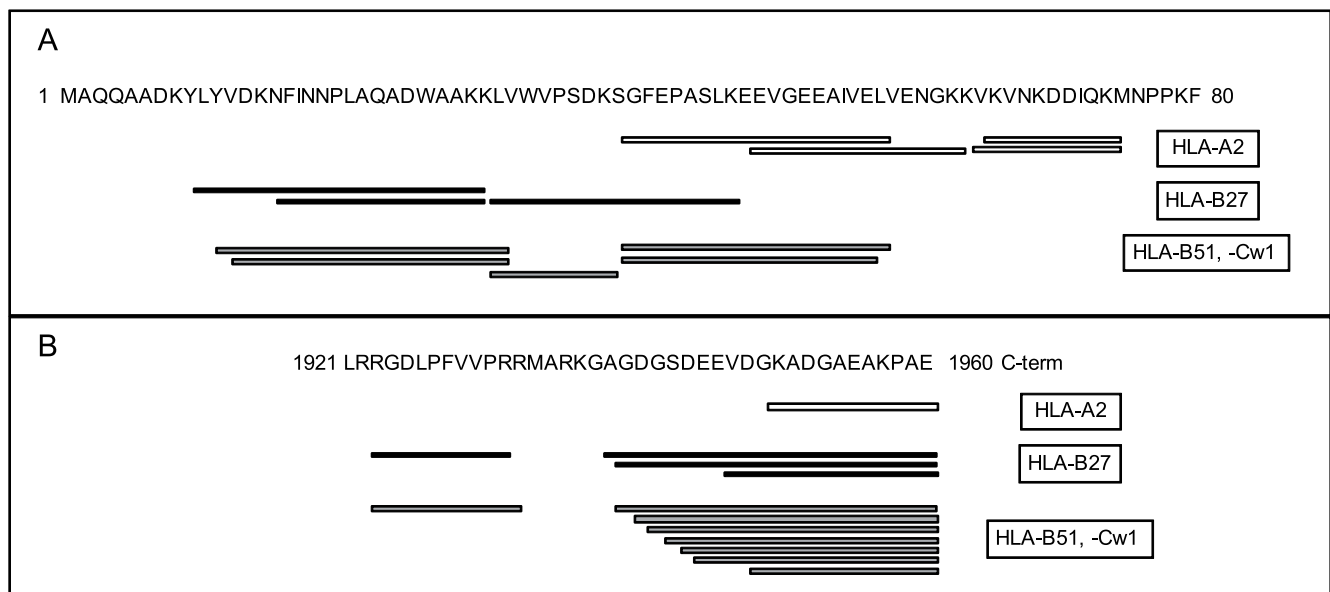 A
1 MAQQAADKYLYVDKNFINNPLAQADWAAKKLVWVPSDKSGFEPASLKEEVGEEAIVELVENGKKVKVNKDDIQKMNPPKF 80
HLA-A2
HLA-B27
HLA-B51, -Cw1
B
1921 LRRGDLPFVVPRRMARKGAGDGSDEEVDGKADGAEAKPAE 1960 C-term
HLA-A2
HLA-B27
HLA-B51, -Cw1